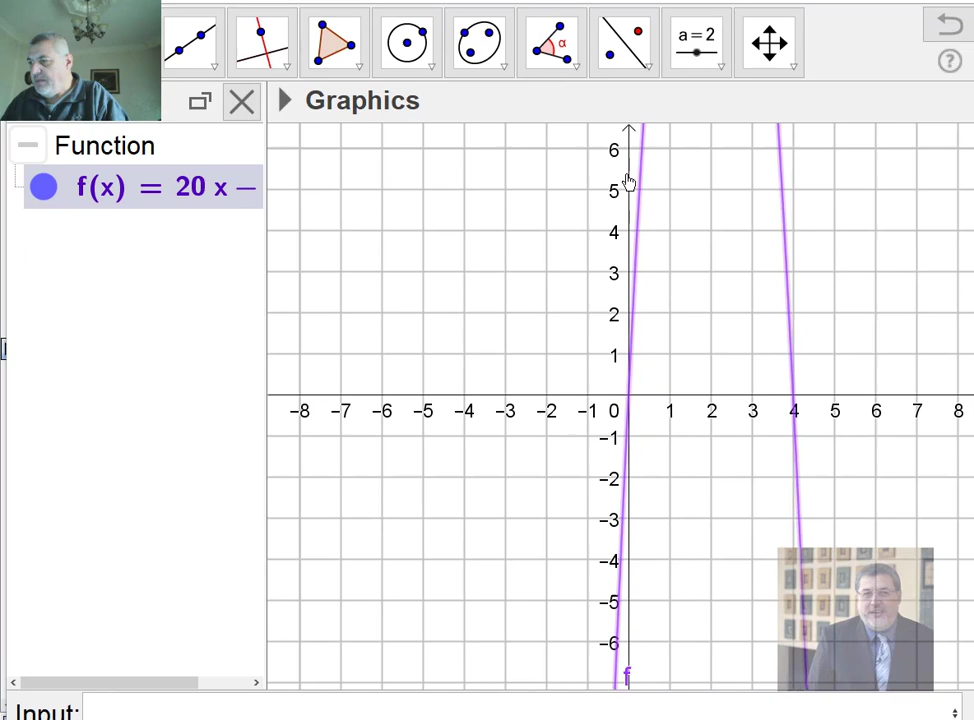 α
a = 2
Graphics
Function
f(x) = 20 x −
6
5
4
3
2
1
−8 −7 −6 −5 −4 −3 −2 −1 0 1 2 3 4 5 6 7 8
−1
−2
−3
−4
−5
−6
f
Input: